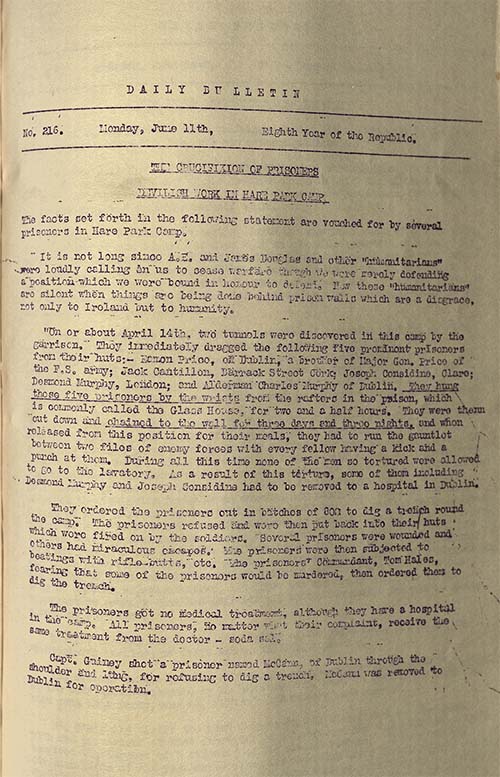 DAILY BULLETIN
No. 216. Monday, June 11th, Eighth Year of the Republic.
THE CRUCIFIXION OF PRISONERS
DEVILISH WORK IN HARE PARK CAMP
The facts set forth in the following statement are vouched for by several
prisoners in Hare Park Camp.
"It is not long since A.E. and James Douglas and other "humanitarians"
were loudly calling on us to cease warfare though we were merely defending
a position which we were bound in honour to defend. Now these "humanitarians"
are silent when things are being done behind prison walls which are a disgrace,
not only to Ireland but to humanity.
"On or about April 14th. two tunnels were discovered in this camp by the
garrison." They immediately dragged the following five prominent prisoners
from their huts:- Eamon Price, of Dublin, a brother of Major Gen. Price of
the F.S. army; Jack Cantillon, Barrack Street Cork; Joseph Considine, Clare;
Desmond Murphy, London; and Alderman Charles Murphy of Dublin. They hung
those five prisoners by the wrists from the rafters in the prison, which
is commonly called the Glass House, for two and a half hours. They were then
cut down and chained to the wall for three days and three nights, and when
released from this position for their meals, they had to run the gauntlet
between two files of enemy forces with every fellow having a kick and a
punch at them. During all this time none of the men so tortured were allowed
to go to the lavatory. As a result of this torture, some of them including
Desmond Murphy and Joseph Considine had to be removed to a hospital in Dublin.
They ordered the prisoners out in batches of 800 to dig a trench round
the camp. The prisoners refused and were then put back into their huts
which were fired on by the soldiers. Several prisoners were wounded and
others had miraculous escapes. The prisoners were then subjected to
beatings with rifle-butts, etc. The prisoners' Commandant, Tom Hales,
fearing that some of the prisoners would be murdered, then ordered them to
dig the trench.
The prisoners got no medical treatment, although they have a hospital
in the camp. All prisoners, no matter what their complaint, receive the
same treatment from the doctor - soda sal.
Capt. Gainey shot a prisoner named McCann, of Dublin through the
shoulder and lung, for refusing to dig a trench. McCann was removed to
Dublin for operation.